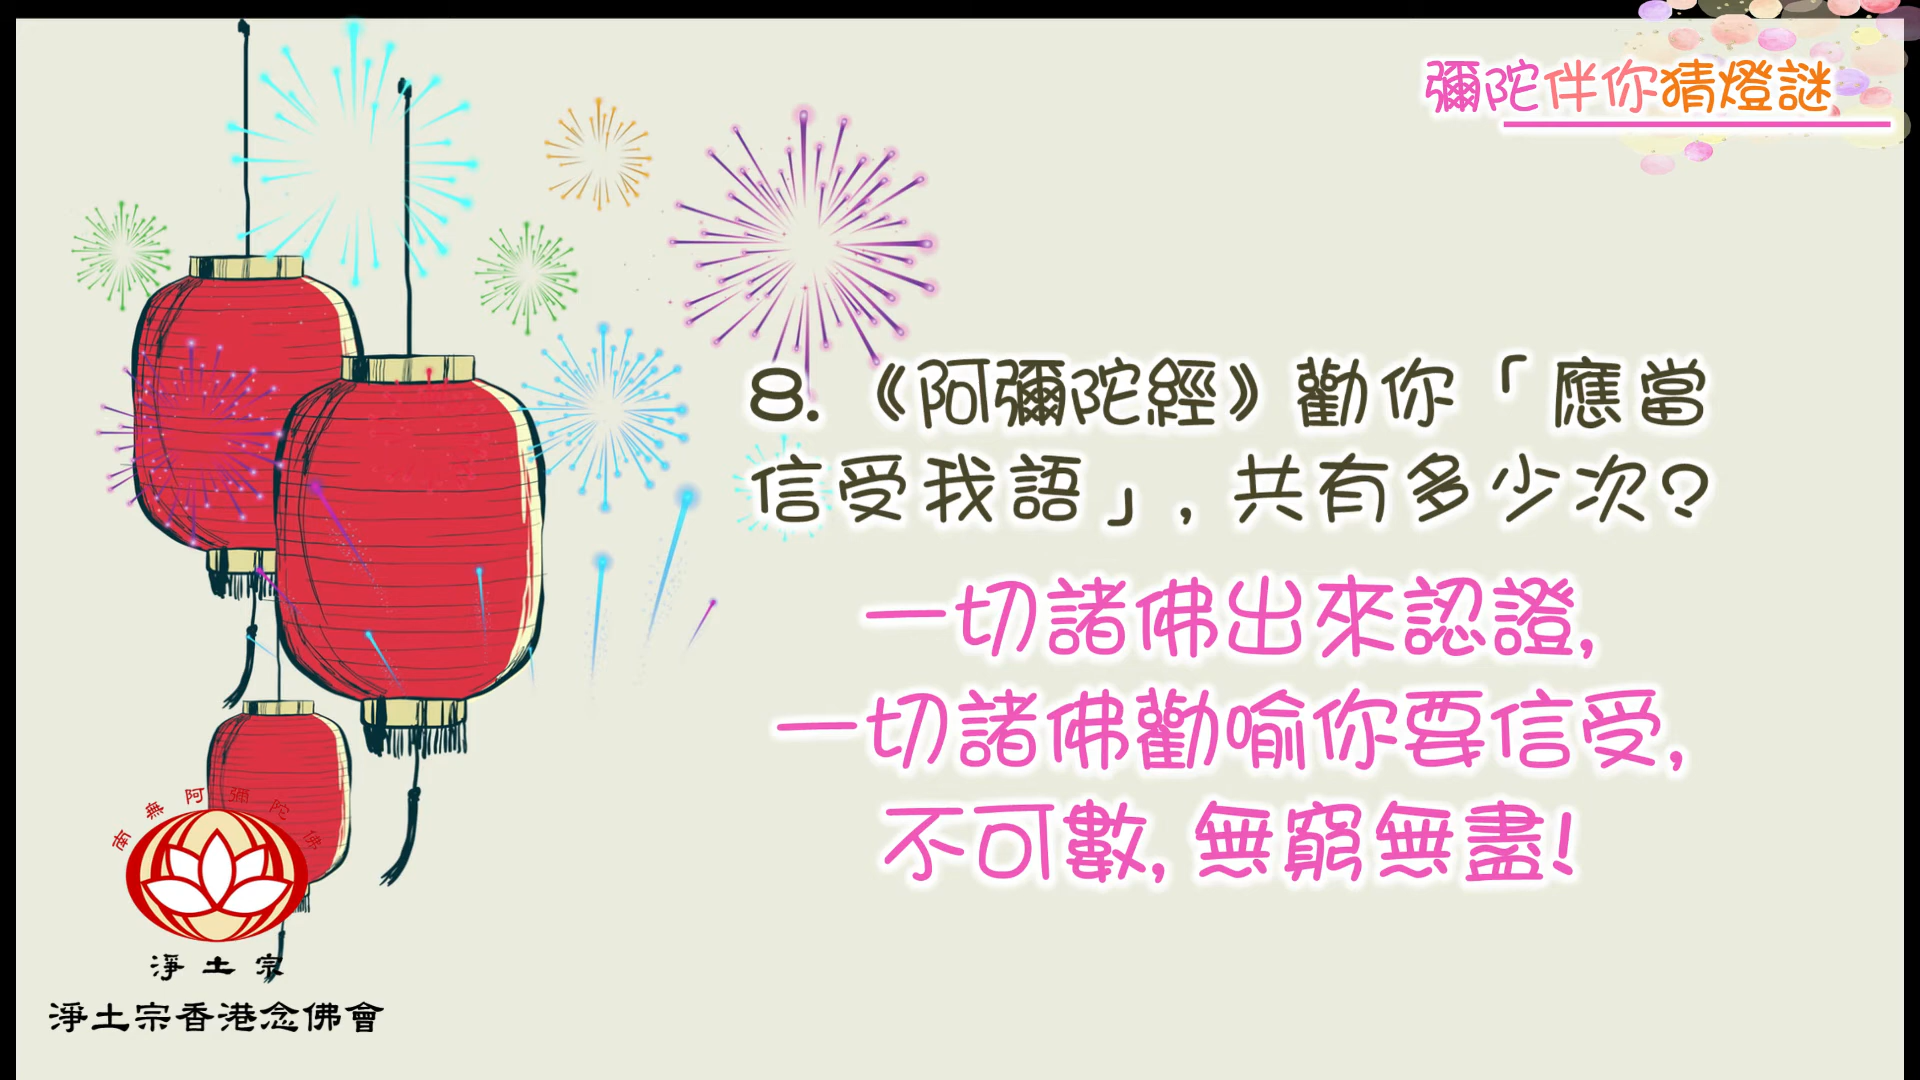 彌陀伴你猜燈謎
8.《阿彌陀經》勸你「應當
信受我語」, 共有多少次?
一切諸佛出來認證,
一切諸佛勸喻你要信受,
不可數, 無窮無盡!
南無阿彌陀佛
淨土宗
淨土宗香港念佛會